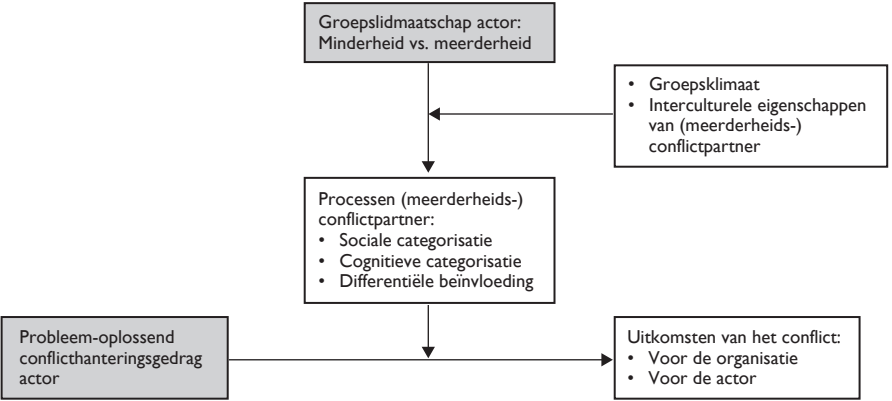 Groepslidmaatschap actor:
Minderheid vs. meerderheid
• Groepsklimaat
• Interculturele eigenschappen
van (meerderheids-)
conflictpartner
Processen (meerderheids-)
conflictpartner:
• Sociale categorisatie
• Cognitieve categorisatie
• Differentiële beïnvloeding
Probleem-oplossend
conflicthanteringsgedrag
actor
Uitkomsten van het conflict:
• Voor de organisatie
• Voor de actor